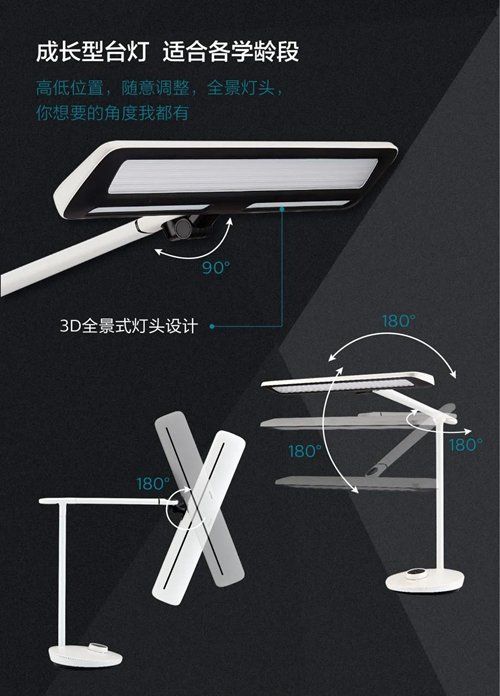 成长型台灯 适合各学龄段
高低位置，随意调整，全景灯头，
你想要的角度我都有
90°
3D全景式灯头设计
180°
180°
180°
180°